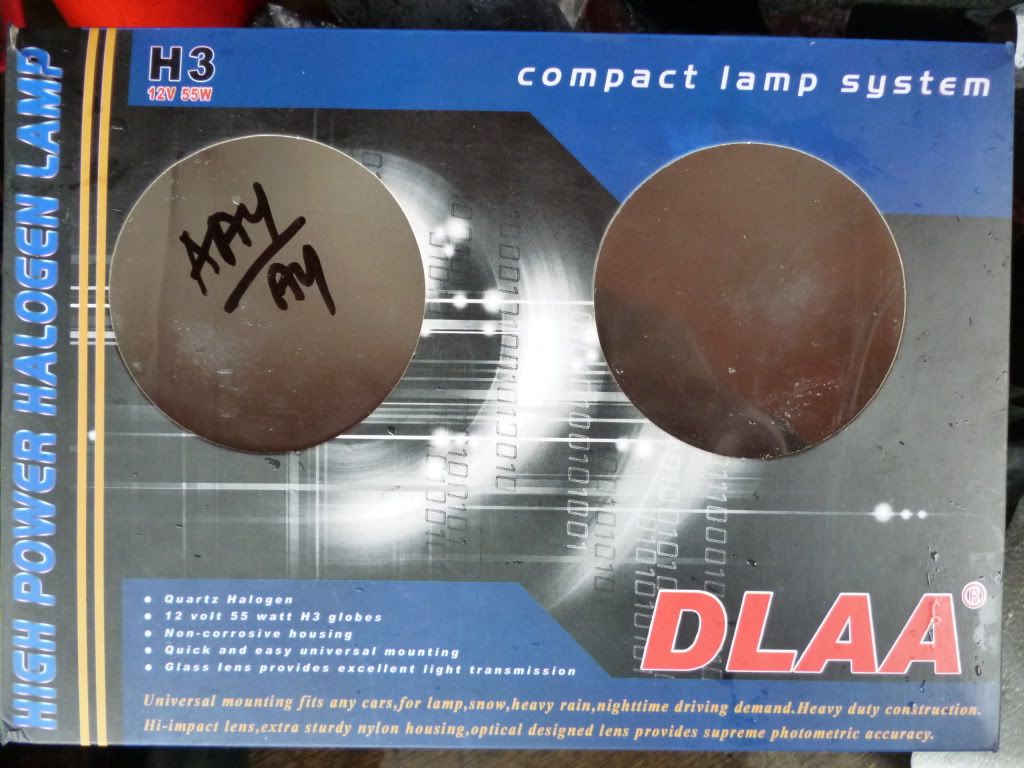 HIGH POWER HALOGEN LAMP
H3
12V 55W
compact lamp system
AAY
AY
Quartz Halogen
12 volt 55 watt H3 globes
Non-corrosive housing
Quick and easy universal mounting
Glass lens provides excellent light transmission
DLAA®
Universal mounting fits any cars,for lamp,snow,heavy rain,nighttime driving demand.Heavy duty construction.
Hi-impact lens,extra sturdy nylon housing,optical designed lens provides supreme photometric accuracy.